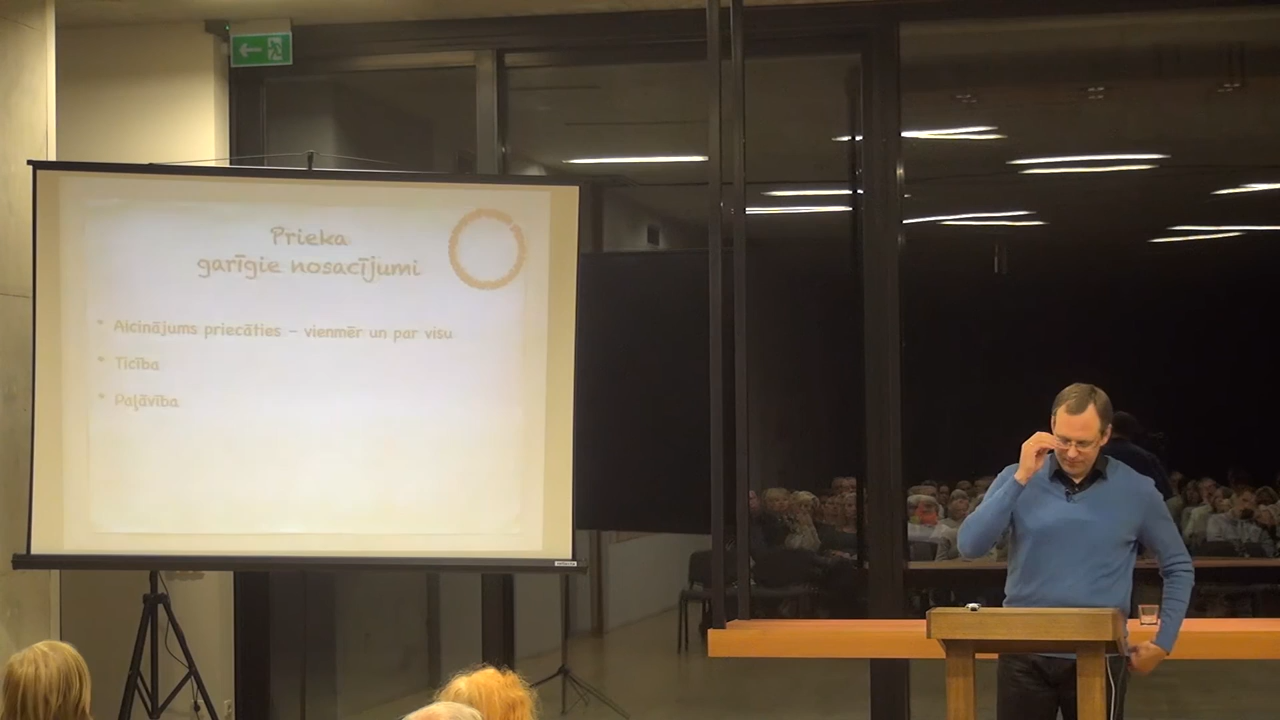 Prieka
garīgie nosacījumi
* Aicinājums priecāties – vienmēr un par visu
* Ticība
* Paļāvība